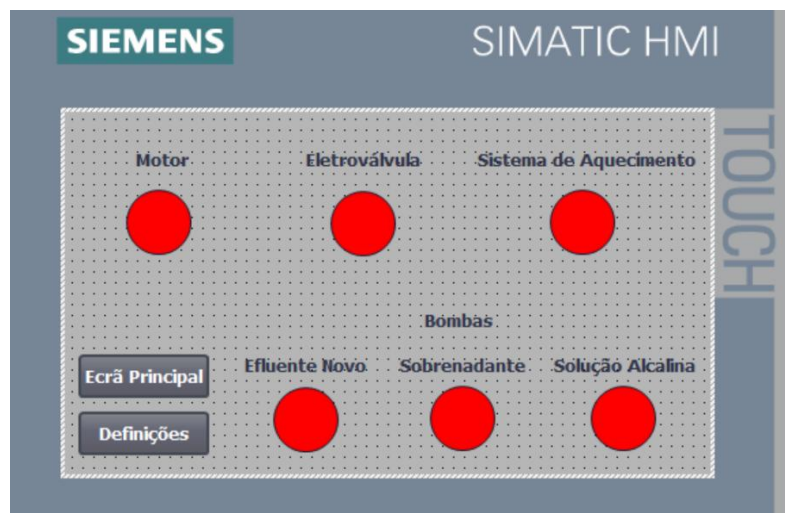 SIEMENS
SIMATIC HMI
TOUCH
Motor
Eletroválvula
Sistema de Aquecimento
Bombas
Efluente Novo
Sobrenadante
Solução Alcalina
Ecrã Principal
Definições